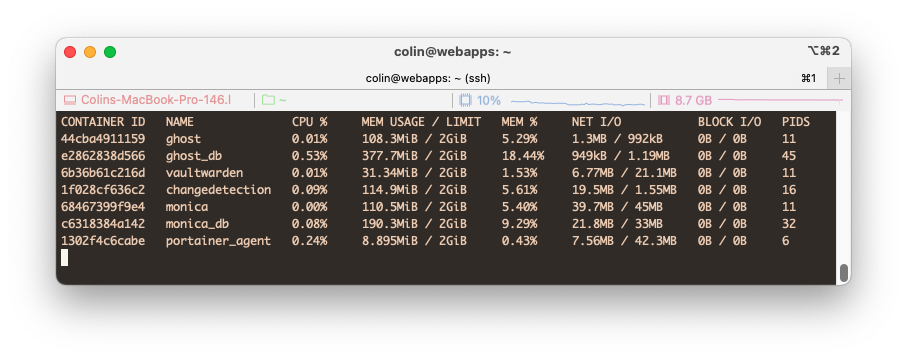 colin@webapps: ~
⌥⌘2
colin@webapps: ~ (ssh)
⌘1
Colins-MacBook-Pro-146.l ~ 10% 8.7 GB
CONTAINER ID NAME CPU % MEM USAGE / LIMIT MEM % NET I/O BLOCK I/O PIDS
44cba4911159 ghost 0.01% 108.3MiB / 2GiB 5.29% 1.3MB / 992kB 0B / 0B 11
e2862838d566 ghost_db 0.53% 377.7MiB / 2GiB 18.44% 949kB / 1.19MB 0B / 0B 45
6b36b61c216d vaultwarden 0.01% 31.34MiB / 2GiB 1.53% 6.77MB / 21.1MB 0B / 0B 11
1f028cf636c2 changedetection 0.09% 114.9MiB / 2GiB 5.61% 19.5MB / 1.55MB 0B / 0B 16
68467399f9e4 monica 0.00% 110.5MiB / 2GiB 5.40% 39.7MB / 45MB 0B / 0B 11
c6318384a142 monica_db 0.08% 190.3MiB / 2GiB 9.29% 21.8MB / 33MB 0B / 0B 32
1302f4c6cabe portainer_agent 0.24% 8.895MiB / 2GiB 0.43% 7.56MB / 42.3MB 0B / 0B 6